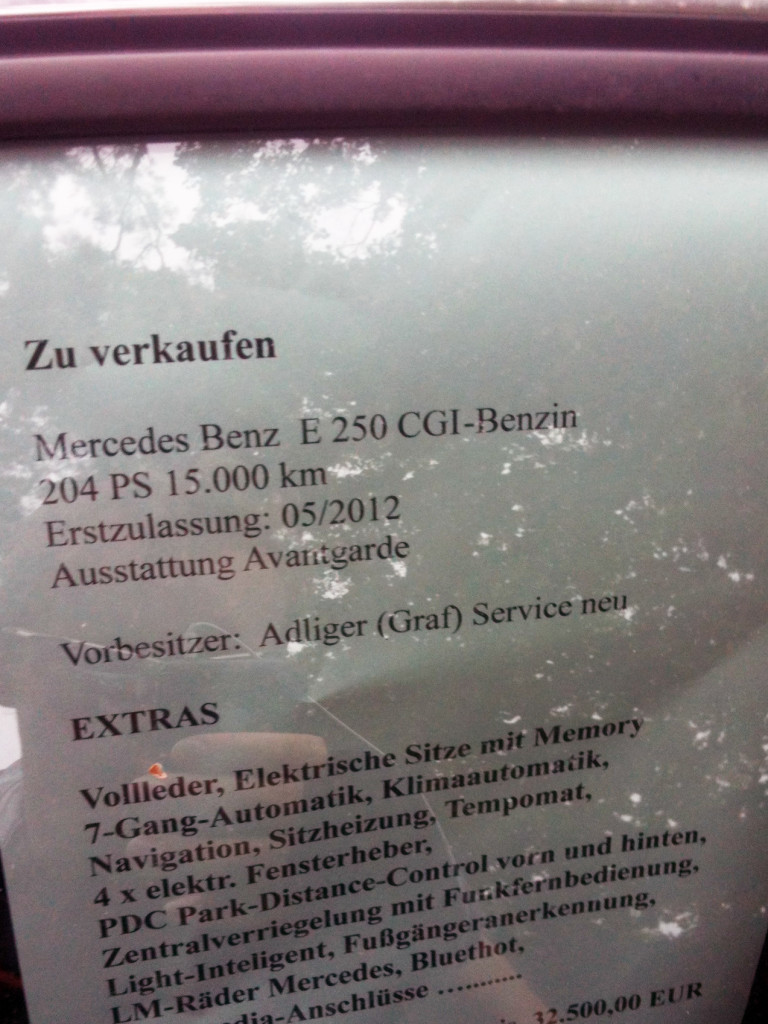 Zu verkaufen
Mercedes Benz E 250 CGI-Benzin
204 PS 15.000 km
Erstzulassung: 05/2012
Ausstattung Avantgarde
Vorbesitzer: Adliger (Graf) Service neu
EXTRAS
Vollleder, Elektrische Sitze mit Memory
7-Gang-Automatik, Klimaautomatik,
Navigation, Sitzheizung, Tempomat,
4 x elektr. Fensterheber,
PDC Park-Distance-Control vorn und hinten,
Zentralverriegelung mit Funkfernbedienung,
Light-Inteligent, Fußgängeranerkennung,
LM-Räder Mercedes, Bluethot,
dia-Anschlüsse ..........
32.500,00 EUR